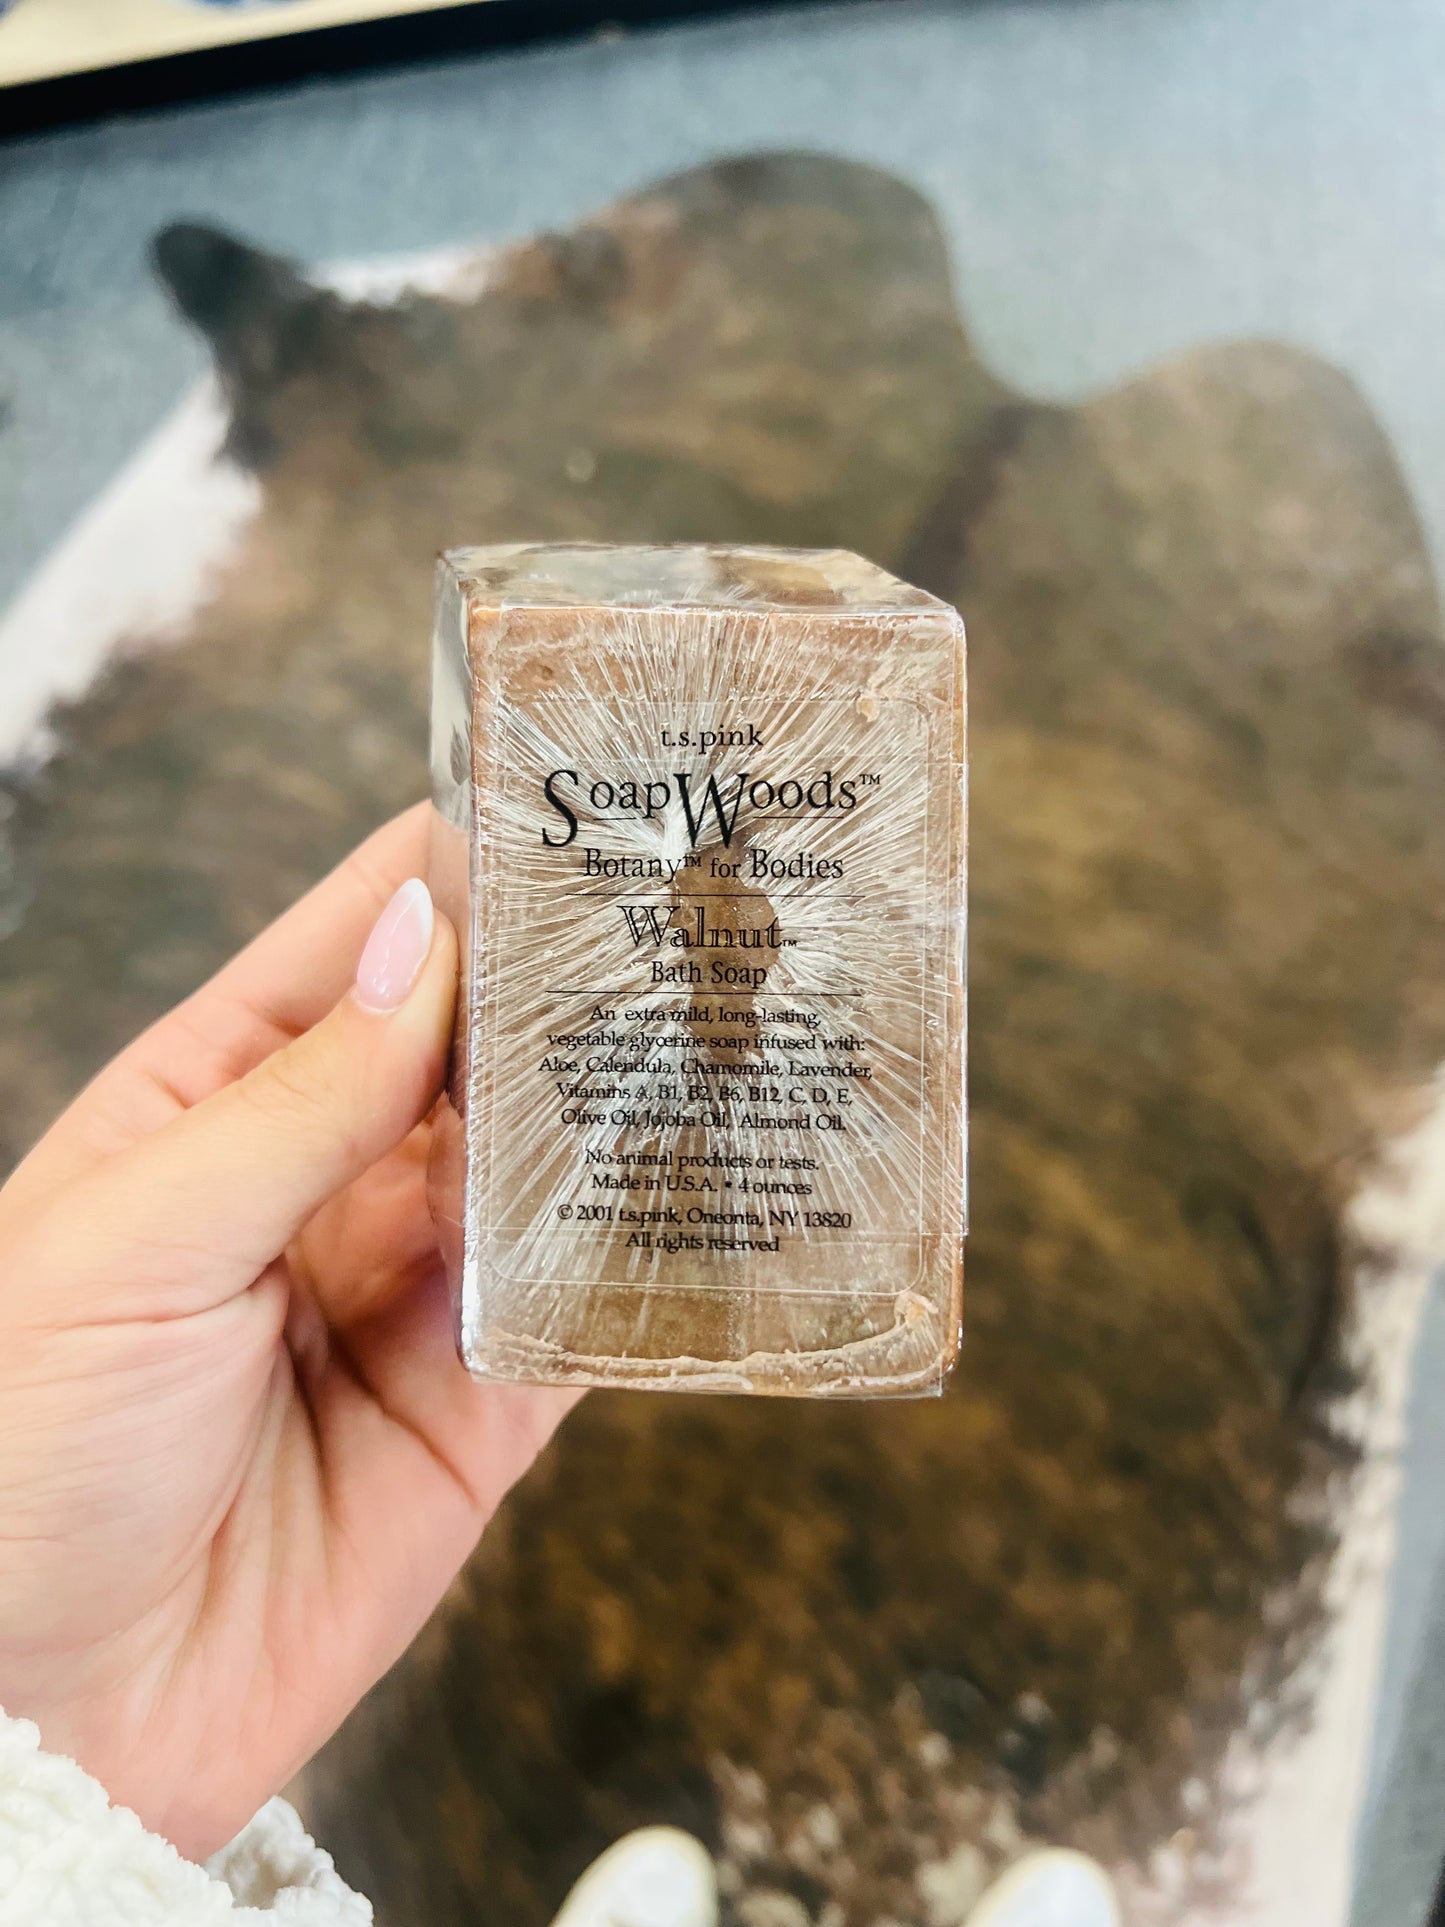 t.s.pink
SoapWoods™
Botany™ for Bodies
Walnut™
Bath Soap
An extra mild, long-lasting,
vegetable glycerine soap infused with:
Aloe, Calendula, Chamomile, Lavender,
Vitamins A, B1, B2, B6, B12, C, D, E,
Olive Oil, Jojoba Oil, Almond Oil.
No animal products or tests.
Made in U.S.A. • 4 ounces
© 2001 t.s.pink, Oneonta, NY 13820
All rights reserved